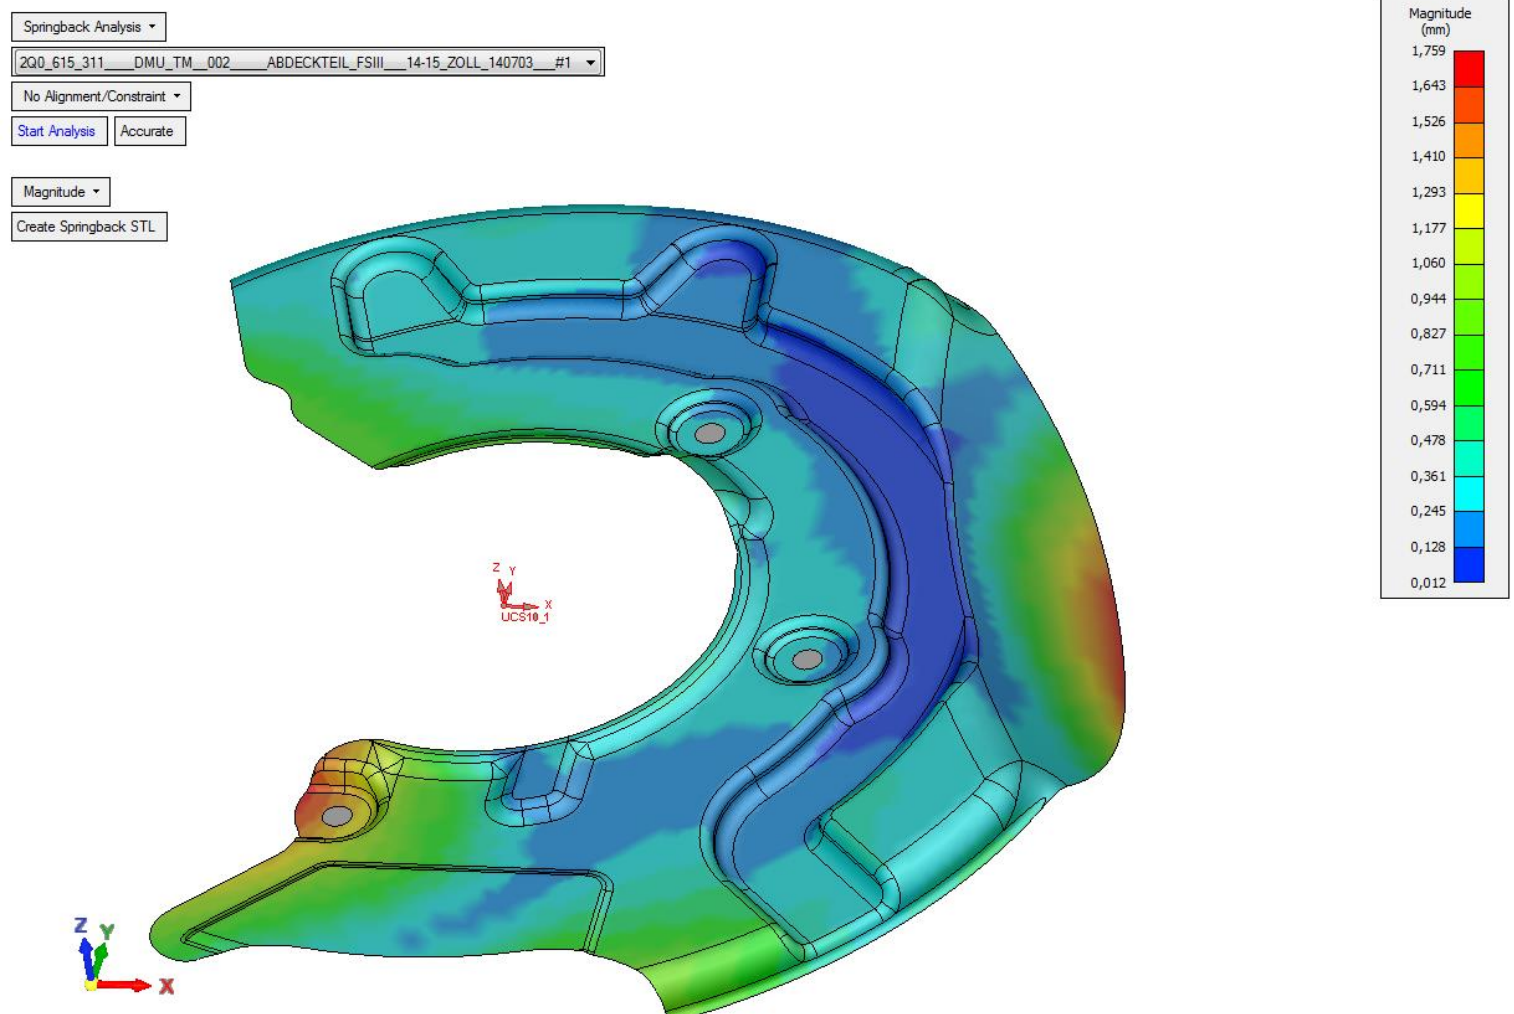 Springback Analysis
2Q0_615_311____DMU_TM__002_____ABDECKTEIL_FSIII___14-15_ZOLL_140703___#1
No Alignment/Constraint
Start Analysis Accurate
Magnitude
Create Springback STL
Magnitude
(mm)
1,759
1,643
1,526
1,410
1,293
1,177
1,060
0,944
0,827
0,711
0,594
0,478
0,361
0,245
0,128
0,012
Z Y
X
UCS10_1
Z Y
X